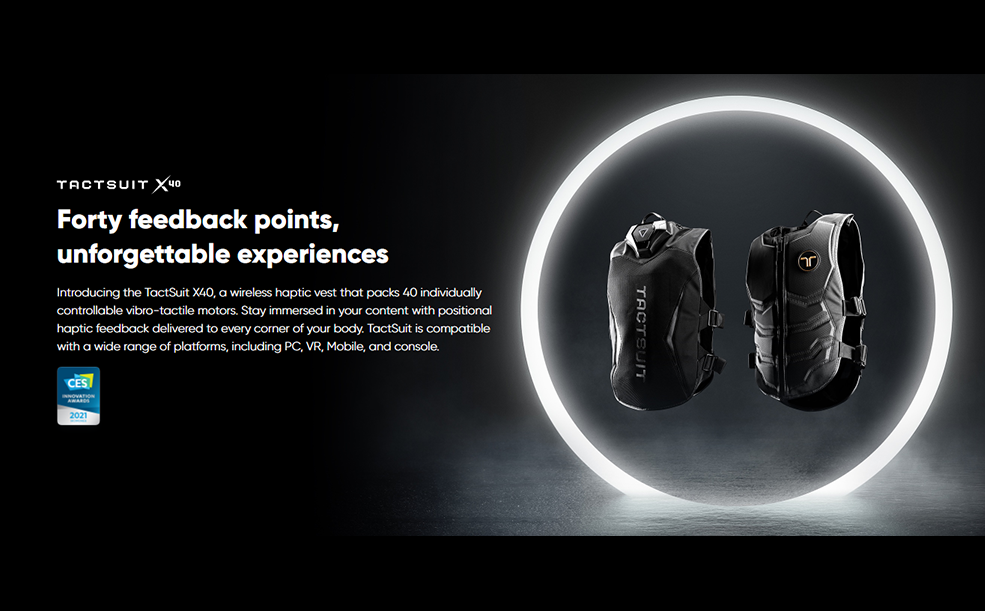 TACTSUIT X40
Forty feedback points,
unforgettable experiences
Introducing the TactSuit X40, a wireless haptic vest that packs 40 individually
controllable vibro-tactile motors. Stay immersed in your content with positional
haptic feedback delivered to every corner of your body. TactSuit is compatible
with a wide range of platforms, including PC, VR, Mobile, and console.
CES
INNOVATION
AWARDS
2021
TACTSUIT